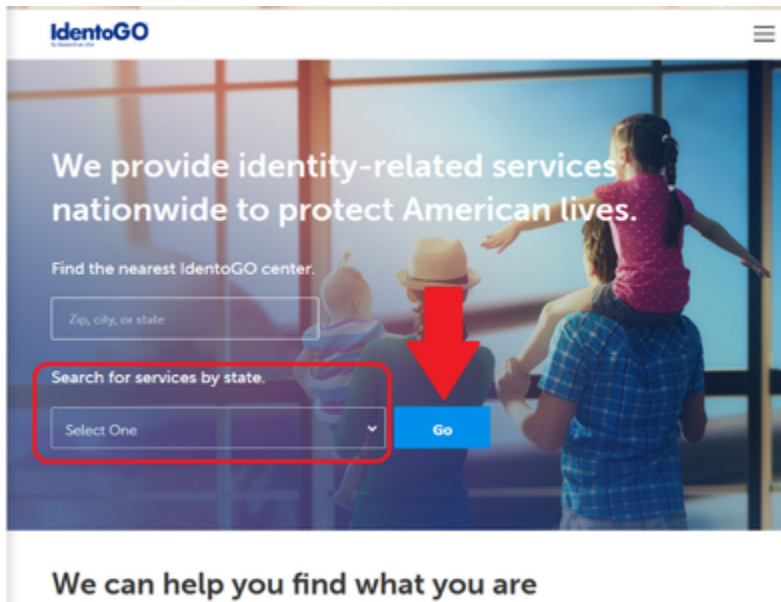 IdentoGO
We provide identity-related services
nationwide to protect American lives.
Find the nearest IdentoGO center.
Zip, city, or state
Search for services by state.
Select One
Go
We can help you find what you are